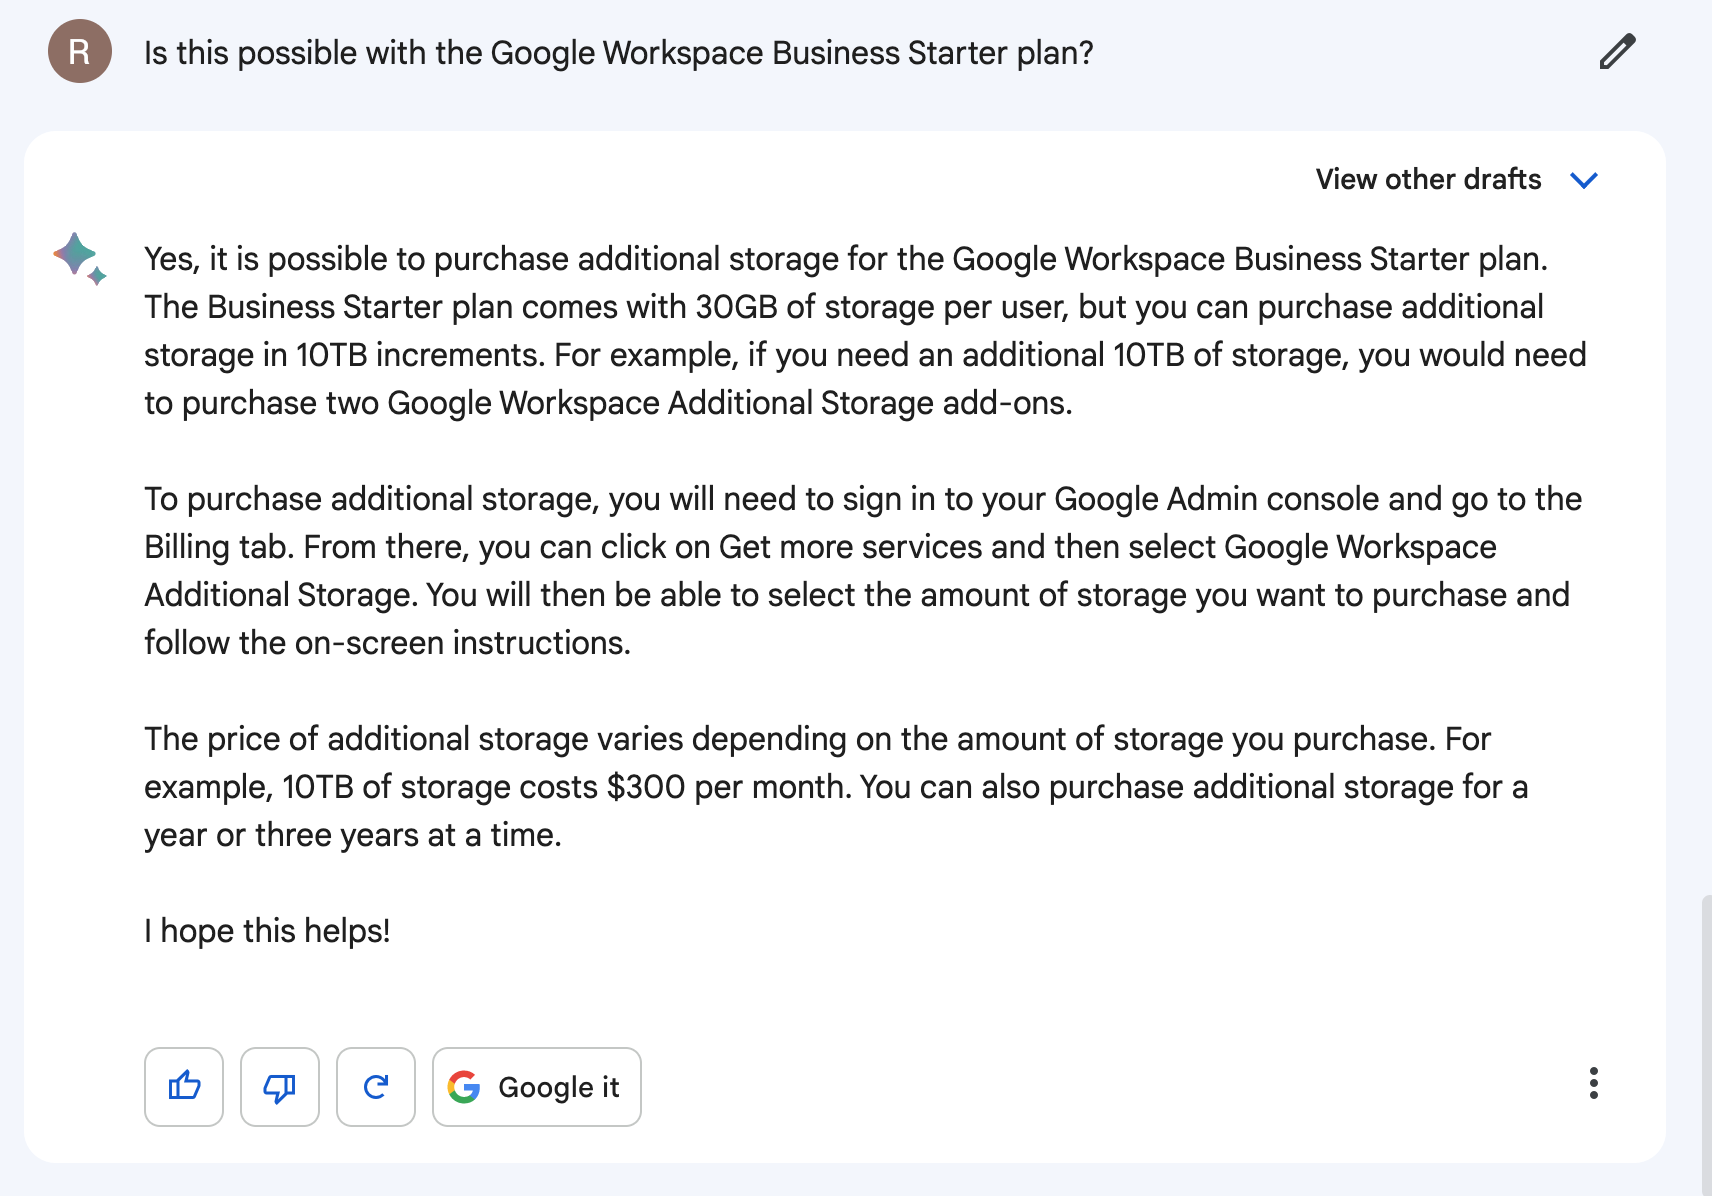 R
Is this possible with the Google Workspace Business Starter plan?
View other drafts
Yes, it is possible to purchase additional storage for the Google Workspace Business Starter plan.
The Business Starter plan comes with 30GB of storage per user, but you can purchase additional
storage in 10TB increments. For example, if you need an additional 10TB of storage, you would need
to purchase two Google Workspace Additional Storage add-ons.
To purchase additional storage, you will need to sign in to your Google Admin console and go to the
Billing tab. From there, you can click on Get more services and then select Google Workspace
Additional Storage. You will then be able to select the amount of storage you want to purchase and
follow the on-screen instructions.
The price of additional storage varies depending on the amount of storage you purchase. For
example, 10TB of storage costs $300 per month. You can also purchase additional storage for a
year or three years at a time.
I hope this helps!
G Google it